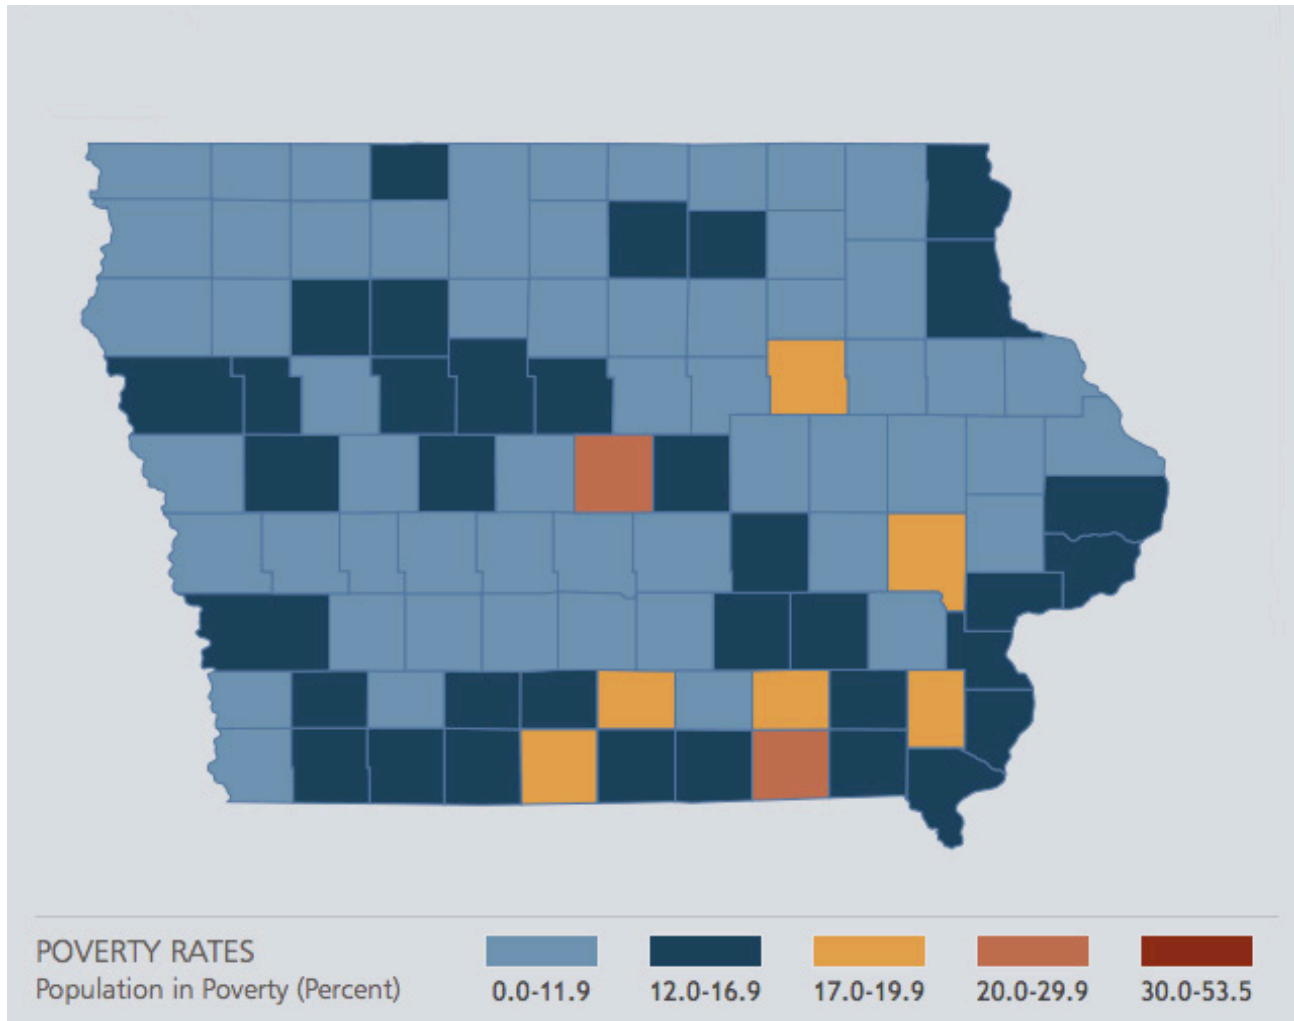 POVERTY RATES
Population in Poverty (Percent)
0.0-11.9
12.0-16.9
17.0-19.9
20.0-29.9
30.0-53.5